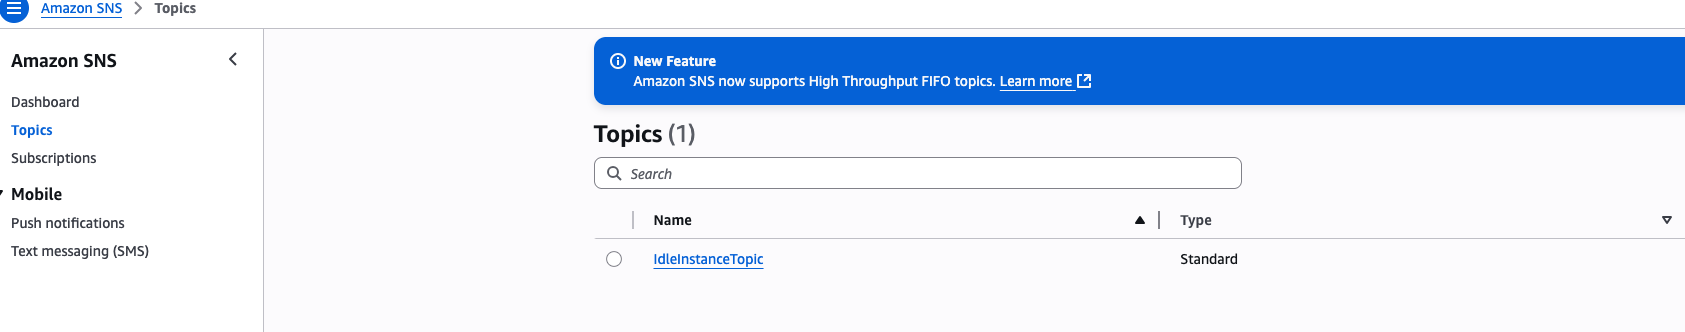 Amazon SNS > Topics
Amazon SNS
Dashboard
Topics
Subscriptions
Mobile
Push notifications
Text messaging (SMS)
New Feature
Amazon SNS now supports High Throughput FIFO topics. Learn more
Topics (1)
Search
Name Type
IdleInstanceTopic Standard